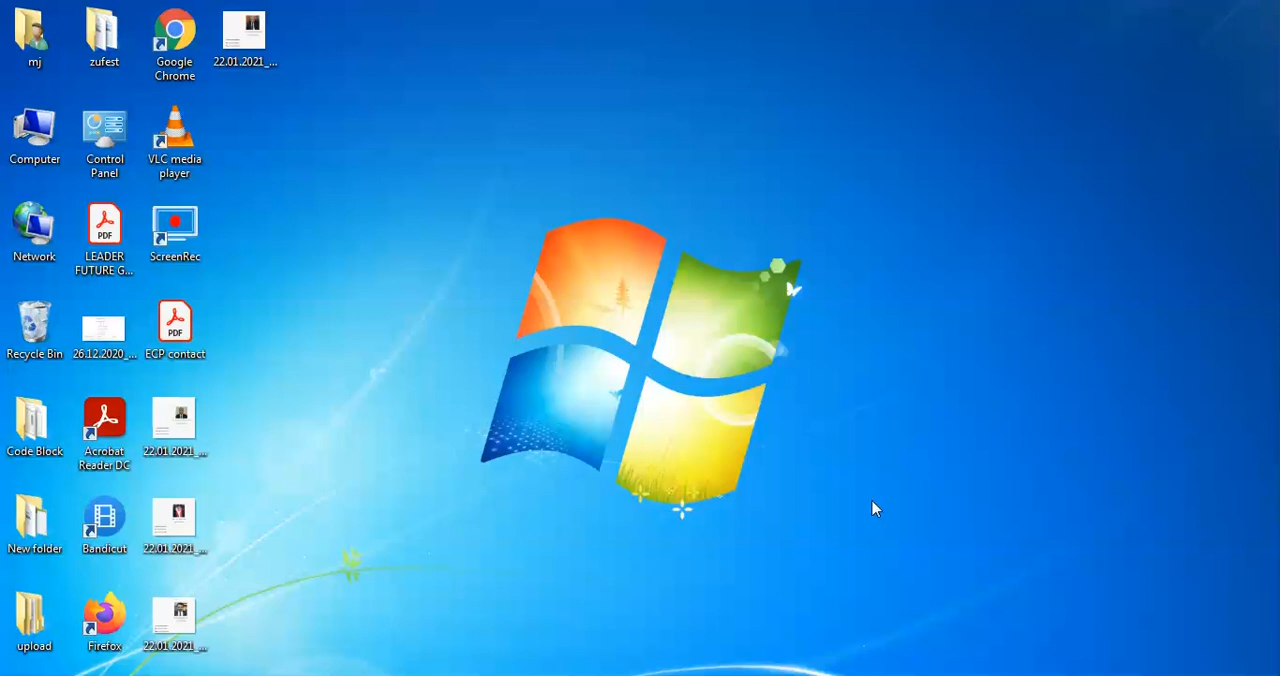 mj
zufest
Google
Chrome
22.01.2021_...
Computer
Control
Panel
VLC media
player
Network
PDF
LEADER
FUTURE G...
ScreenRec
Recycle Bin
26.12.2020_...
PDF
ECP contact
Code Block
Acrobat
Reader DC
22.01.2021_...
New folder
Bandicut
22.01.2021_...
upload
Firefox
22.01.2021_...